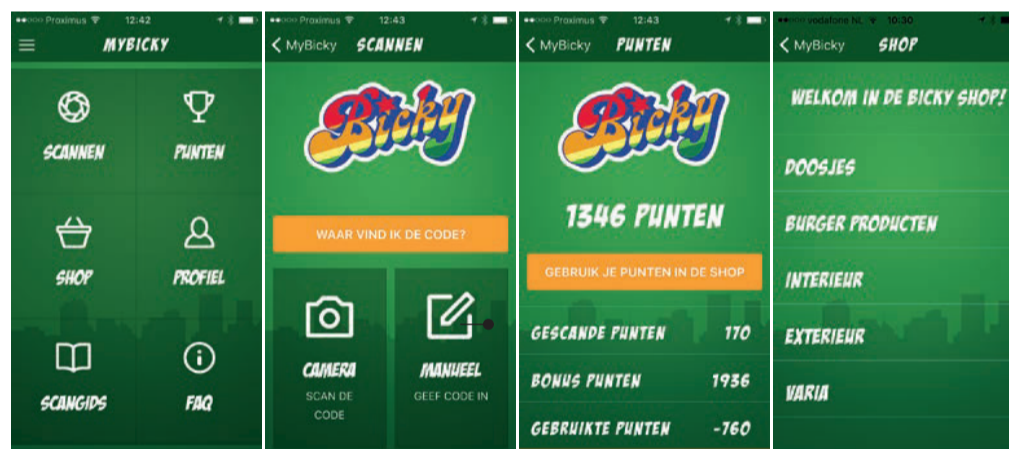 Proximus 12:42
MYBICKY
SCANNEN
PUNTEN
SHOP
PROFIEL
SCANGIDS
FAQ
Proximus 12:43
MyBicky SCANNEN
Bicky
WAAR VIND IK DE CODE?
CAMERA
SCAN DE
CODE
MANUEEL
GEEF CODE IN
Proximus 12:43
MyBicky PUNTEN
Bicky
1346 PUNTEN
GEBRUIK JE PUNTEN IN DE SHOP
GESCANDE PUNTEN 170
BONUS PUNTEN 1936
GEBRUIKTE PUNTEN -760
vodafone NL 10:30
MyBicky SHOP
WELKOM IN DE BICKY SHOP!
DOOSJES
BURGER PRODUCTEN
INTERIEUR
EXTERIEUR
VARIA